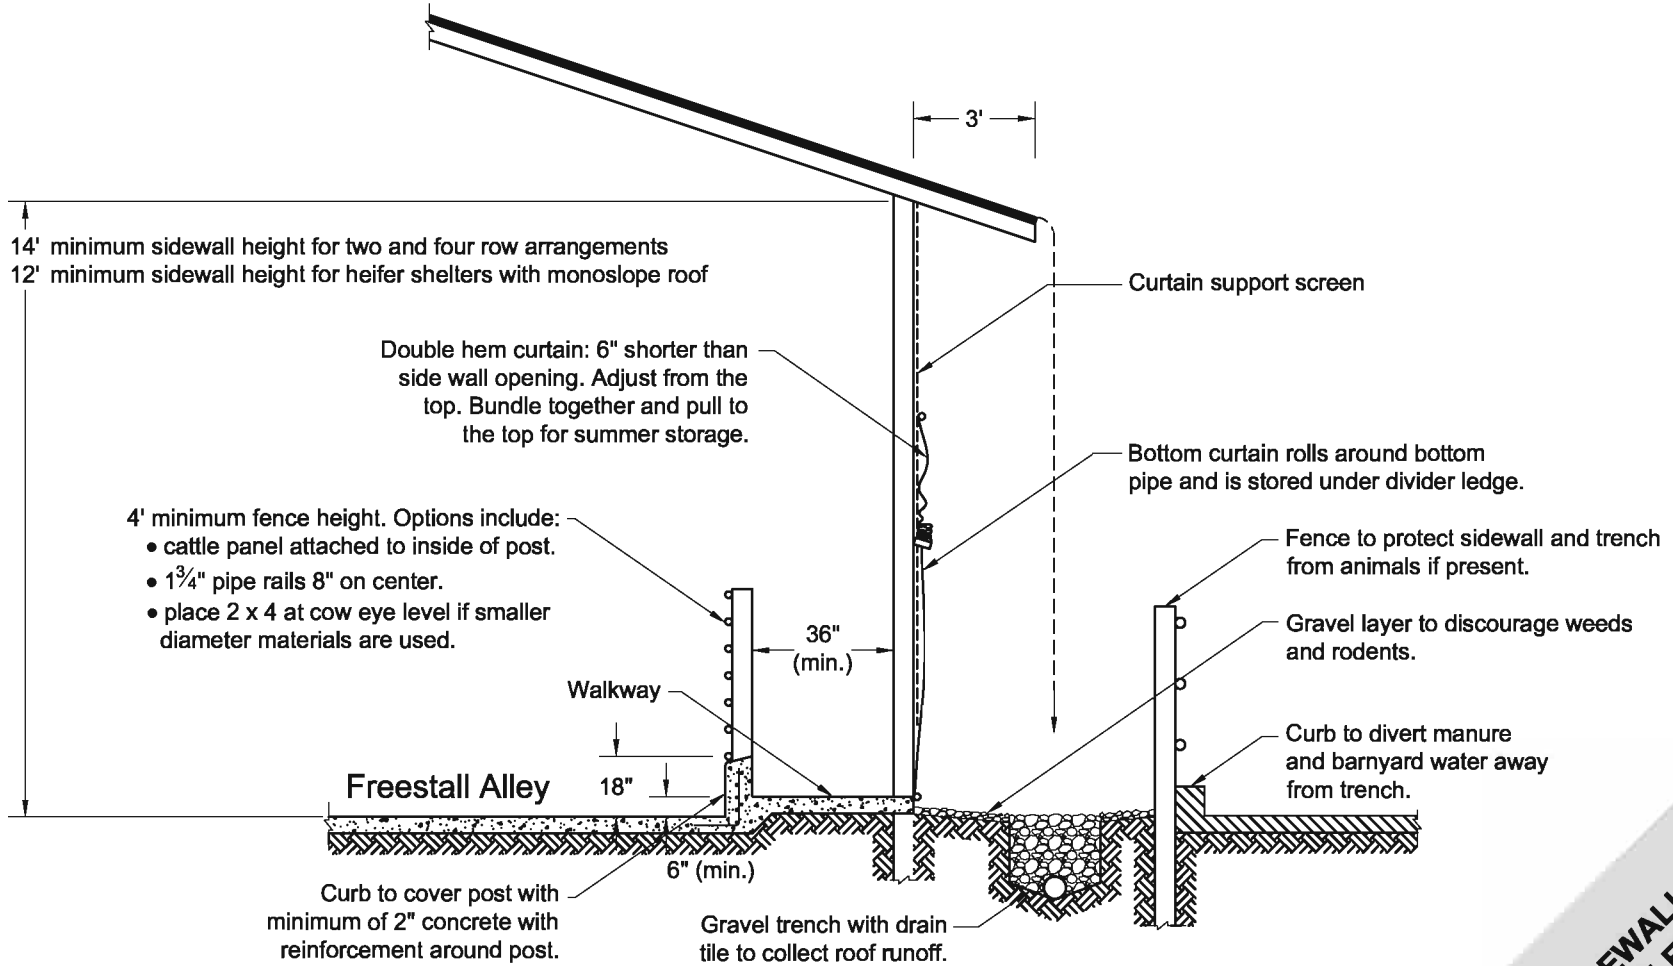 3'
14' minimum sidewall height for two and four row arrangements
12' minimum sidewall height for heifer shelters with monoslope roof
Curtain support screen
Double hem curtain: 6" shorter than
side wall opening. Adjust from the
top. Bundle together and pull to
the top for summer storage.
Bottom curtain rolls around bottom
pipe and is stored under divider ledge.
4' minimum fence height. Options include:
• cattle panel attached to inside of post.
• 1¾" pipe rails 8" on center.
• place 2 x 4 at cow eye level if smaller
diameter materials are used.
Fence to protect sidewall and trench
from animals if present.
36"
(min.)
Gravel layer to discourage weeds
and rodents.
Walkway
Curb to divert manure
and barnyard water away
from trench.
Freestall Alley
18"
6" (min.)
Curb to cover post with
minimum of 2" concrete with
reinforcement around post.
Gravel trench with drain
tile to collect roof runoff.